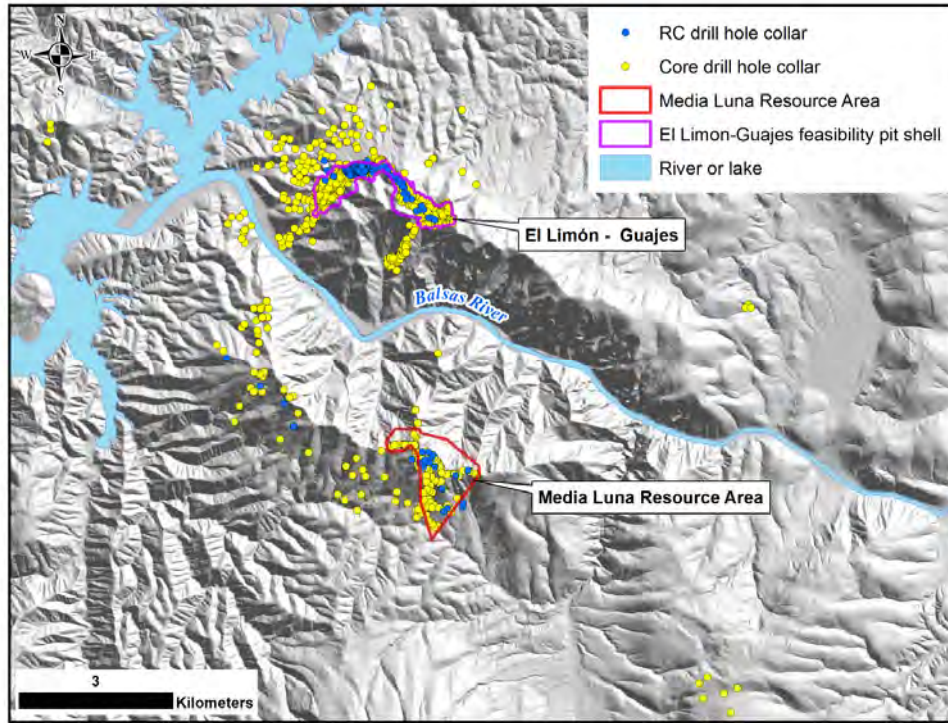 N
W E
S
RC drill hole collar
Core drill hole collar
Media Luna Resource Area
El Limon-Guajes feasibility pit shell
River or lake
El Limón - Guajes
Balsas River
Media Luna Resource Area
3
Kilometers